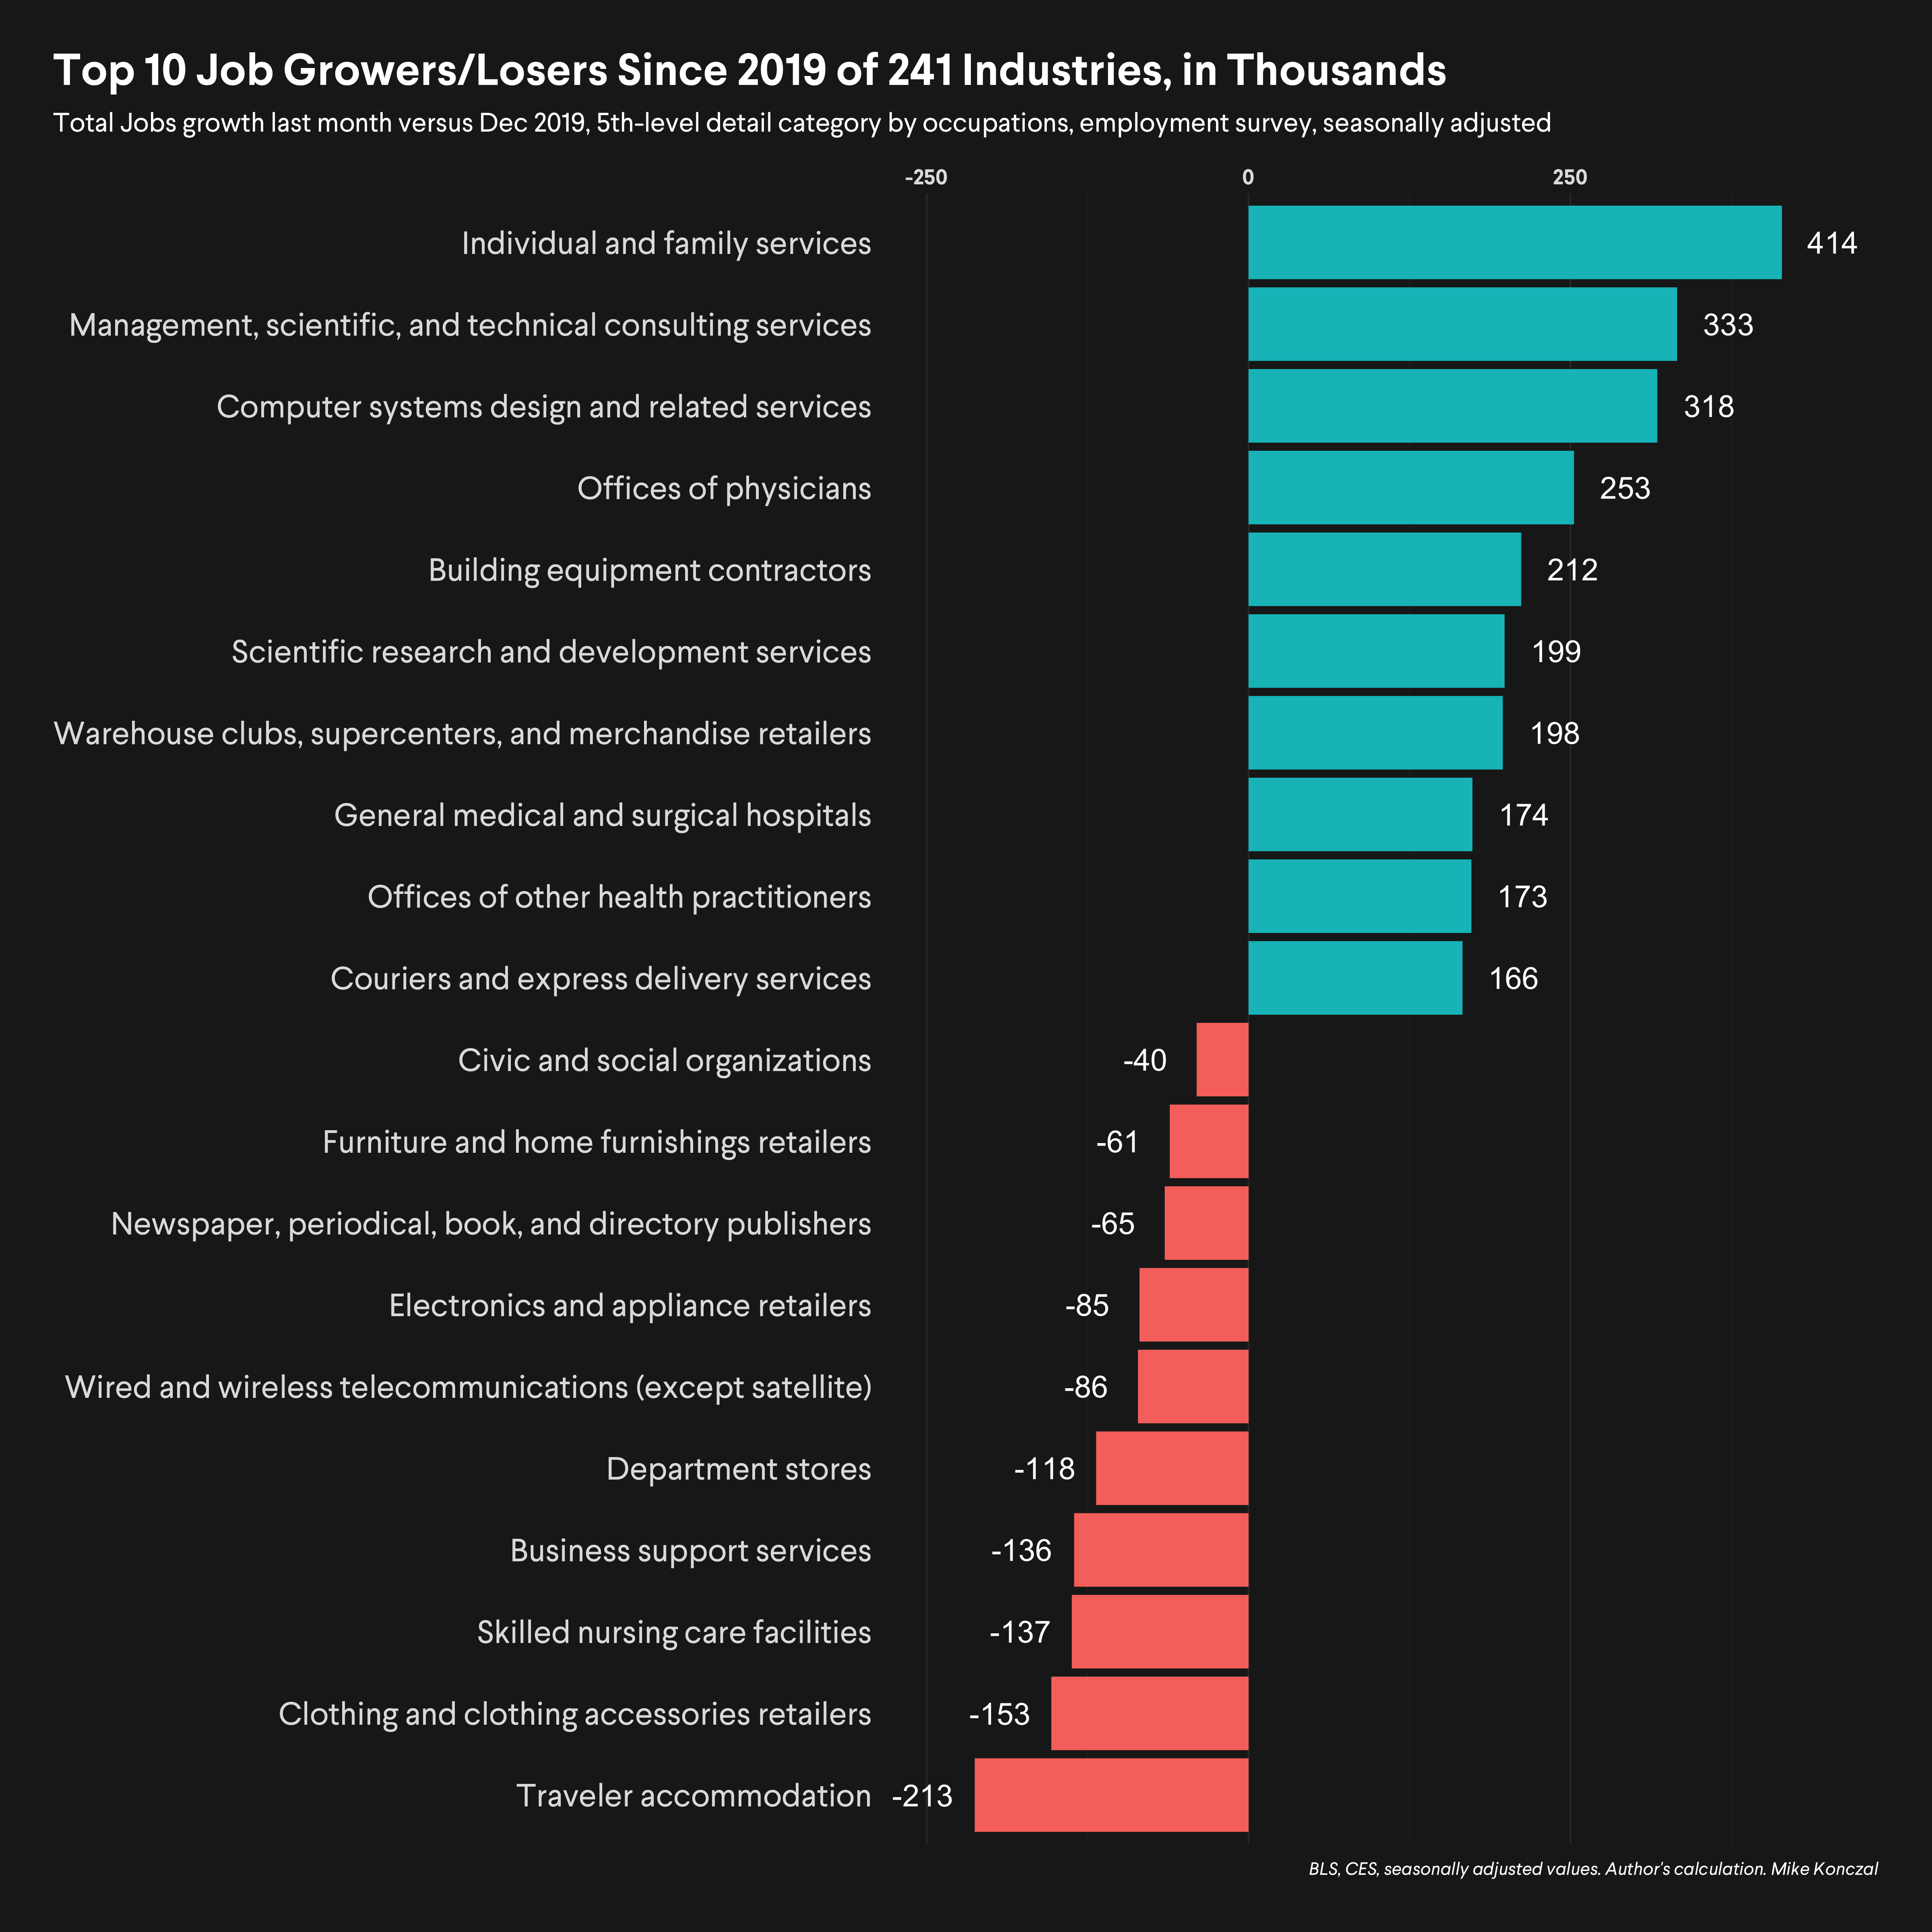 Top 10 Job Growers/Losers Since 2019 of 241 Industries, in Thousands
Total Jobs growth last month versus Dec 2019, 5th-level detail category by occupations, employment survey, seasonally adjusted
-250 0 250
Individual and family services 414
Management, scientific, and technical consulting services 333
Computer systems design and related services 318
Offices of physicians 253
Building equipment contractors 212
Scientific research and development services 199
Warehouse clubs, supercenters, and merchandise retailers 198
General medical and surgical hospitals 174
Offices of other health practitioners 173
Couriers and express delivery services 166
Civic and social organizations -40
Furniture and home furnishings retailers -61
Newspaper, periodical, book, and directory publishers -65
Electronics and appliance retailers -85
Wired and wireless telecommunications (except satellite) -86
Department stores -118
Business support services -136
Skilled nursing care facilities -137
Clothing and clothing accessories retailers -153
Traveler accommodation -213
BLS, CES, seasonally adjusted values. Author's calculation. Mike Konczal